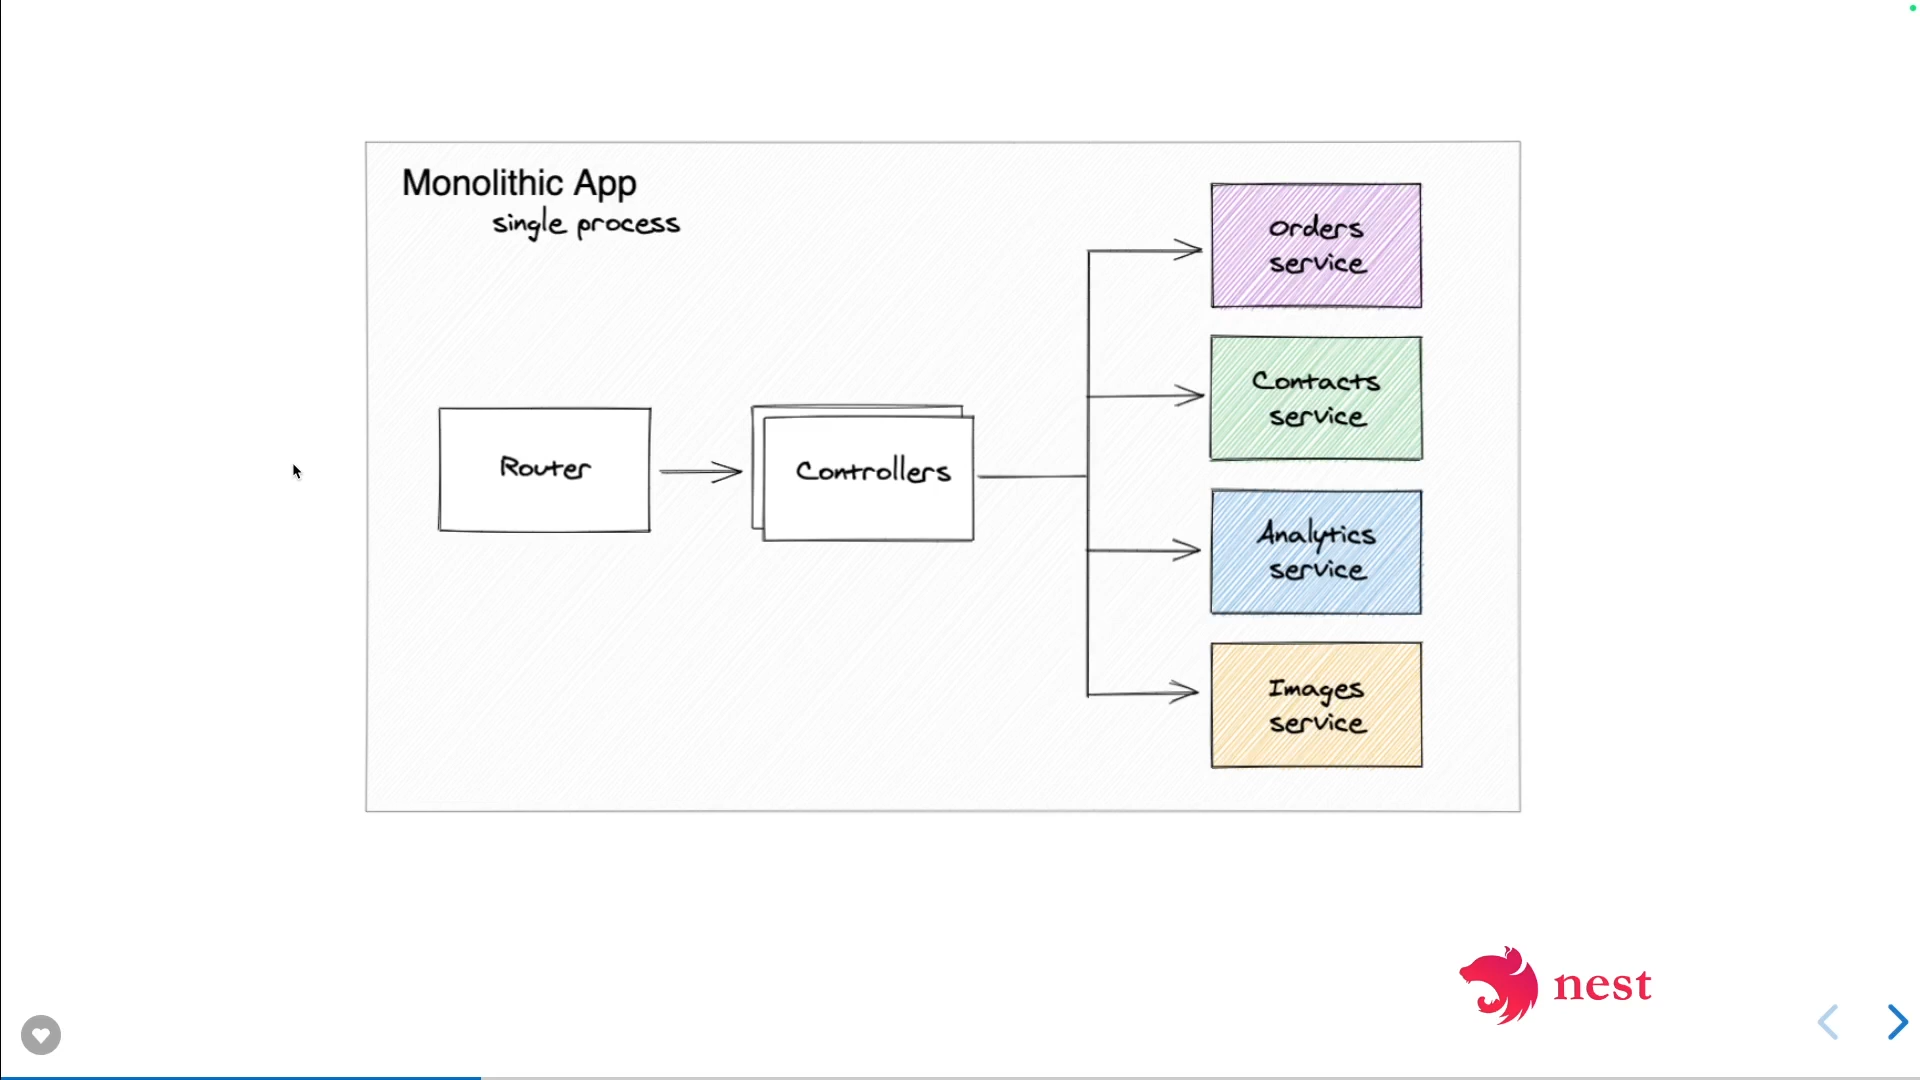 Monolithic App
single process
Router
Controllers
Orders
service
Contacts
service
Analytics
service
Images
service
nest